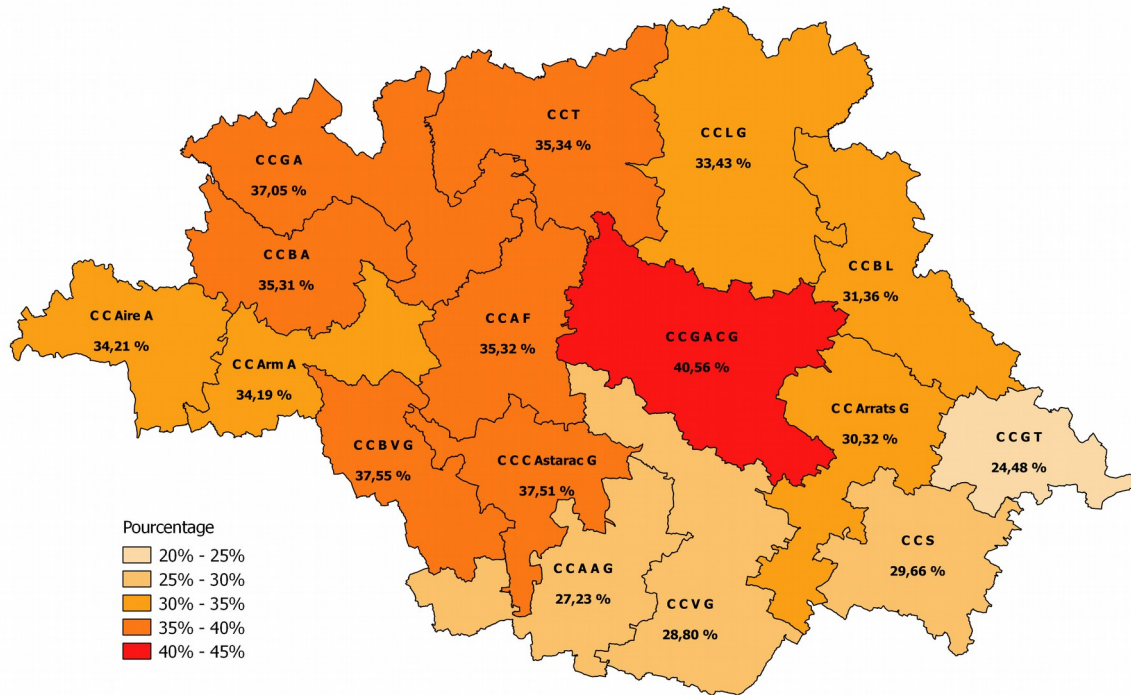 C C T
35,34 %
C C L G
33,43 %
C C G A
37,05 %
C C B A
35,31 %
C C B L
31,36 %
C C Aire A
34,21 %
C C A F
35,32 %
C C G A C G
40,56 %
C C Arm A
34,19 %
C C Arrats G
30,32 %
C C G T
24,48 %
C C B V G
37,55 %
C C C Astarac G
37,51 %
C C S
29,66 %
C C A A G
27,23 %
C C V G
28,80 %
Pourcentage
20% - 25%
25% - 30%
30% - 35%
35% - 40%
40% - 45%